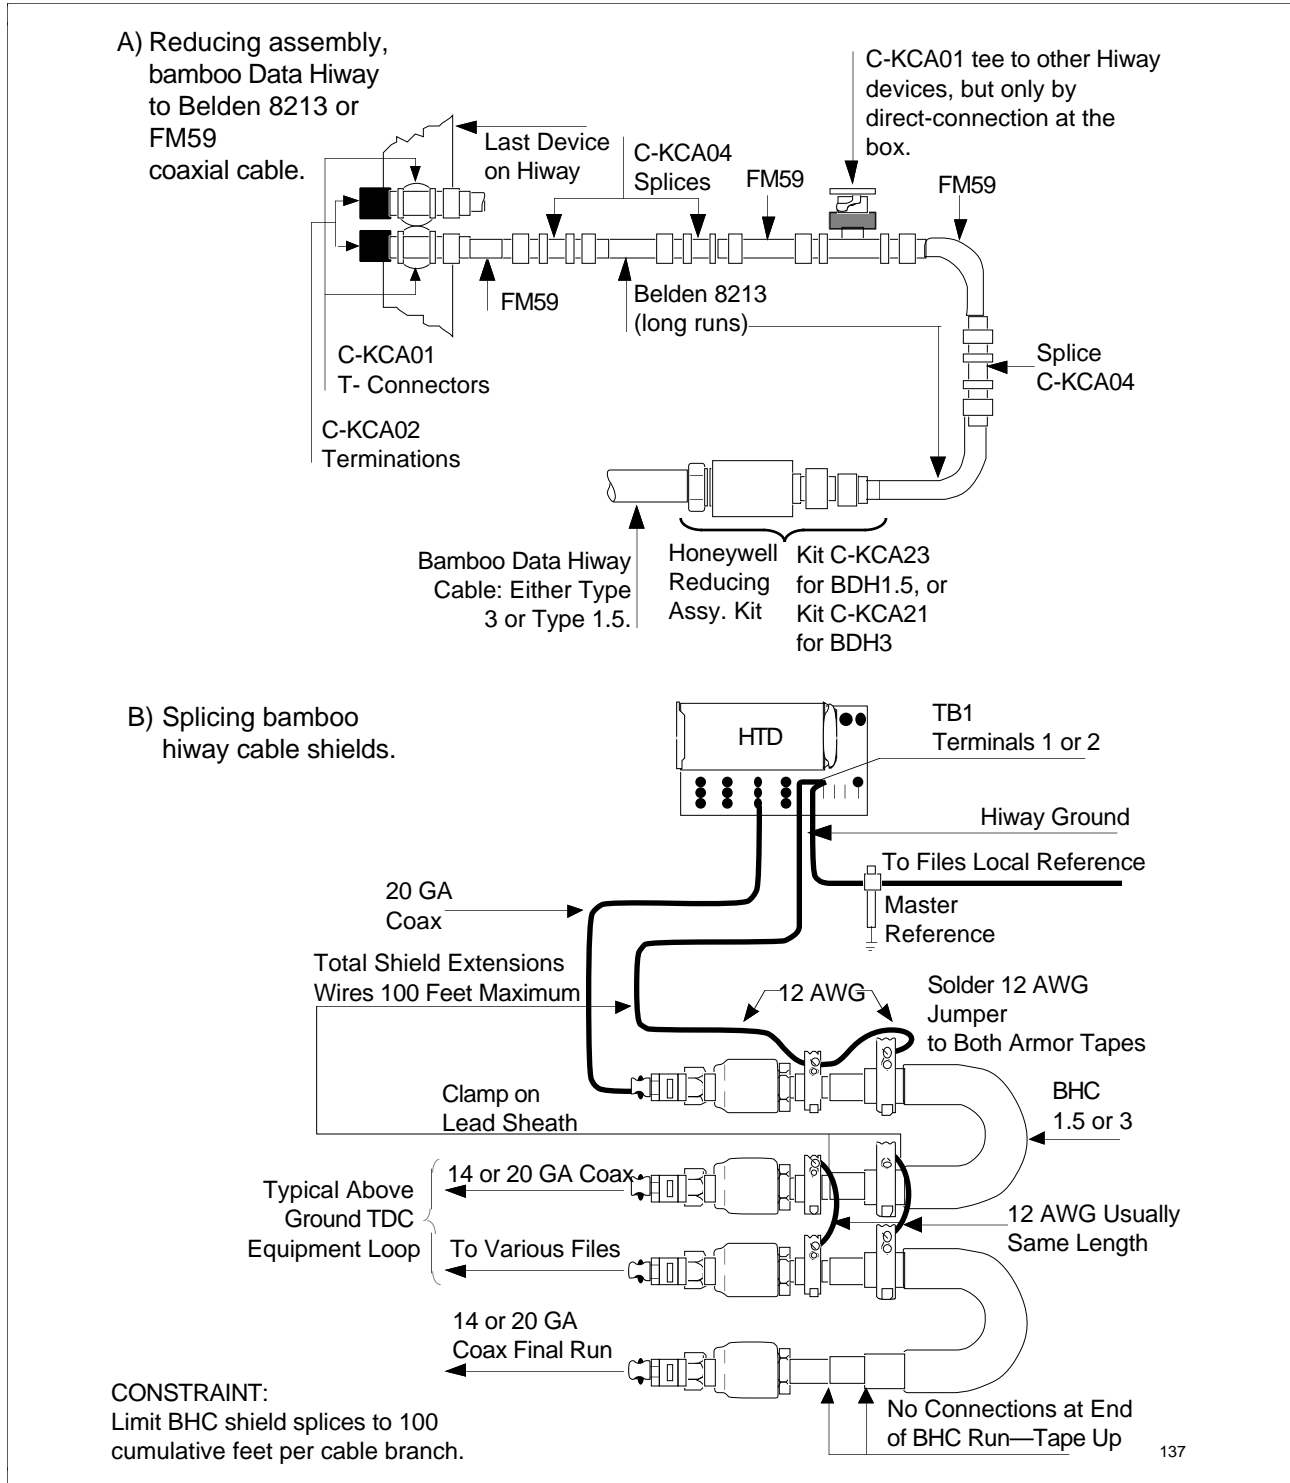 A) Reducing assembly,
bamboo Data Hiway
to Belden 8213 or
FM59
coaxial cable.
C-KCA01 tee to other Hiway
devices, but only by
direct-connection at the
box.
Last Device
on Hiway
C-KCA04
Splices
FM59
FM59
FM59
Belden 8213
(long runs)
C-KCA01
T- Connectors
C-KCA02
Terminations
Splice
C-KCA04
Bamboo Data Hiway
Cable: Either Type
3 or Type 1.5.
Honeywell
Reducing
Assy. Kit
Kit C-KCA23
for BDH1.5, or
Kit C-KCA21
for BDH3
B) Splicing bamboo
hiway cable shields.
HTD
TB1
Terminals 1 or 2
Hiway Ground
To Files Local Reference
Master
Reference
20 GA
Coax
Total Shield Extensions
Wires 100 Feet Maximum
12 AWG
Solder 12 AWG
Jumper
to Both Armor Tapes
Clamp on
Lead Sheath
BHC
1.5 or 3
14 or 20 GA Coax
Typical Above
Ground TDC
Equipment Loop
To Various Files
12 AWG Usually
Same Length
14 or 20 GA
Coax Final Run
CONSTRAINT:
Limit BHC shield splices to 100
cumulative feet per cable branch.
No Connections at End
of BHC Run—Tape Up
137